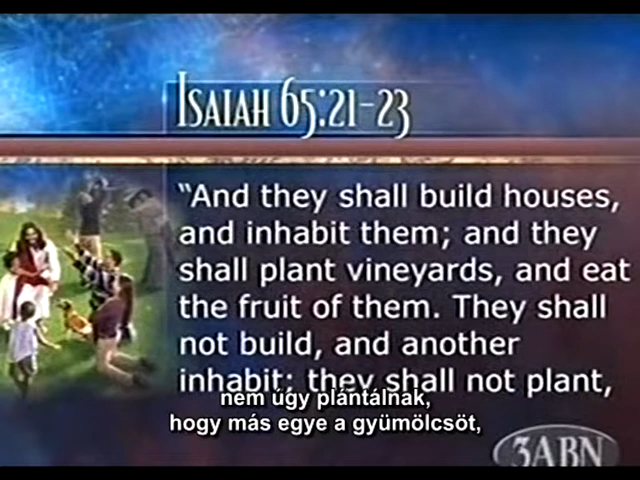 Isaiah 65:21-23
“And they shall build houses,
and inhabit them; and they
shall plant vineyards, and eat
the fruit of them. They shall
not build, and another
inhabit; they shall not plant,
nem úgy plántálnak,
hogy más egye a gyümölcsöt,
3ABN